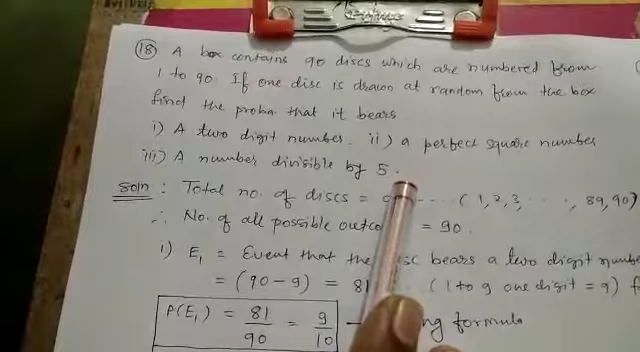 18 A box contains 90 discs which are numbered from
1 to 90. If one disc is drawn at random from the box
find the proba. that it bears
i) A two digit number. ii) a perfect square number
iii) A number divisible by 5.
Soln : Total no. of discs = (1, 2, 3, ...., 89, 90)
∴ No. of all possible = 90.
i) E₁ = Event that the bears a two digit
= (90 - 9) = 81 (1 to 9 one digit = 9)
P(E₁) = 81/90 = 9/10 formula